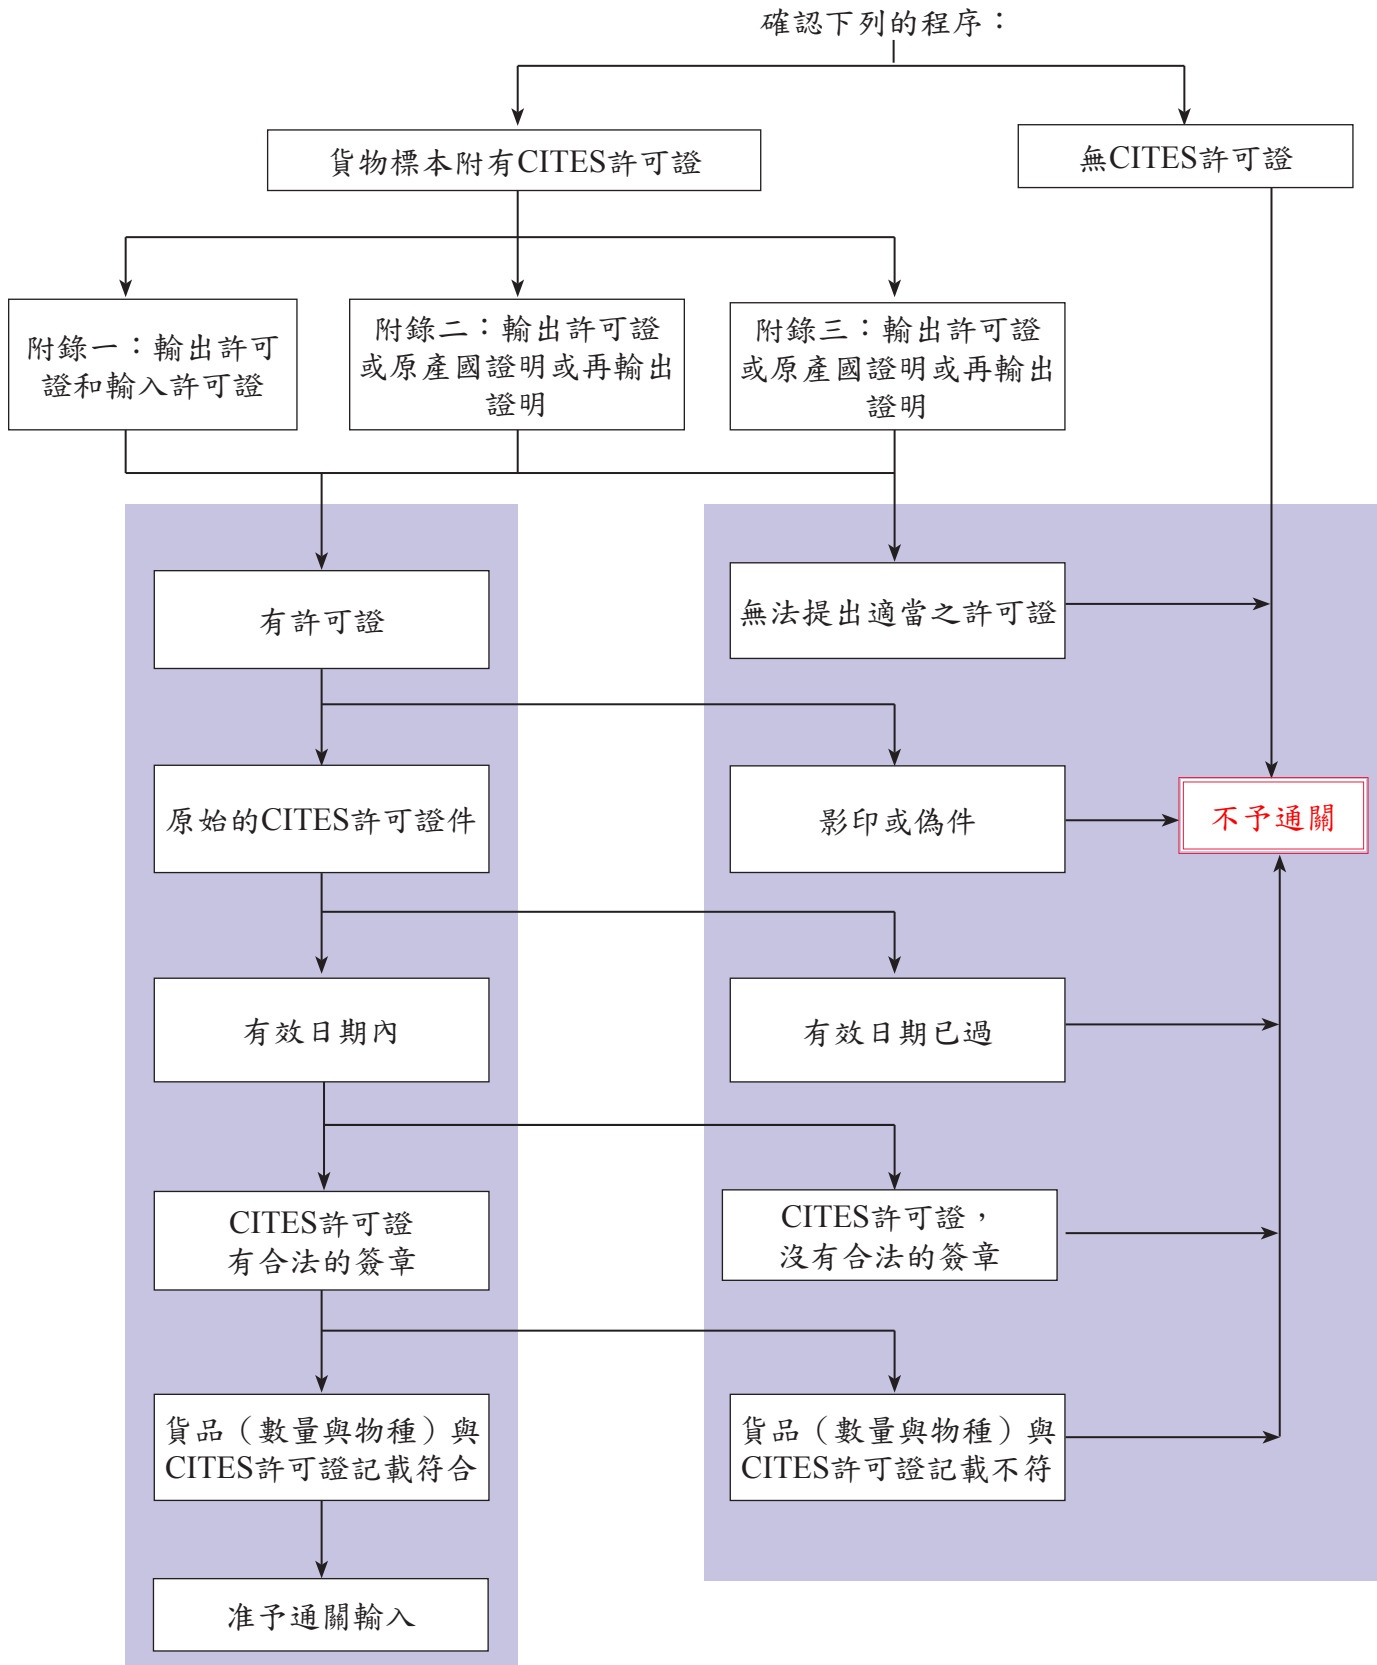 確認下列的程序：
貨物標本附有CITES許可證
無CITES許可證
附錄一：輸出許可
證和輸入許可證
附錄二：輸出許可證
或原產國證明或再輸出
證明
附錄三：輸出許可證
或原產國證明或再輸出
證明
有許可證
無法提出適當之許可證
原始的CITES許可證件
影印或偽件
不予通關
有效日期內
有效日期已過
CITES許可證
有合法的簽章
CITES許可證，
沒有合法的簽章
貨品（數量與物種）與
CITES許可證記載符合
貨品（數量與物種）與
CITES許可證記載不符
准予通關輸入